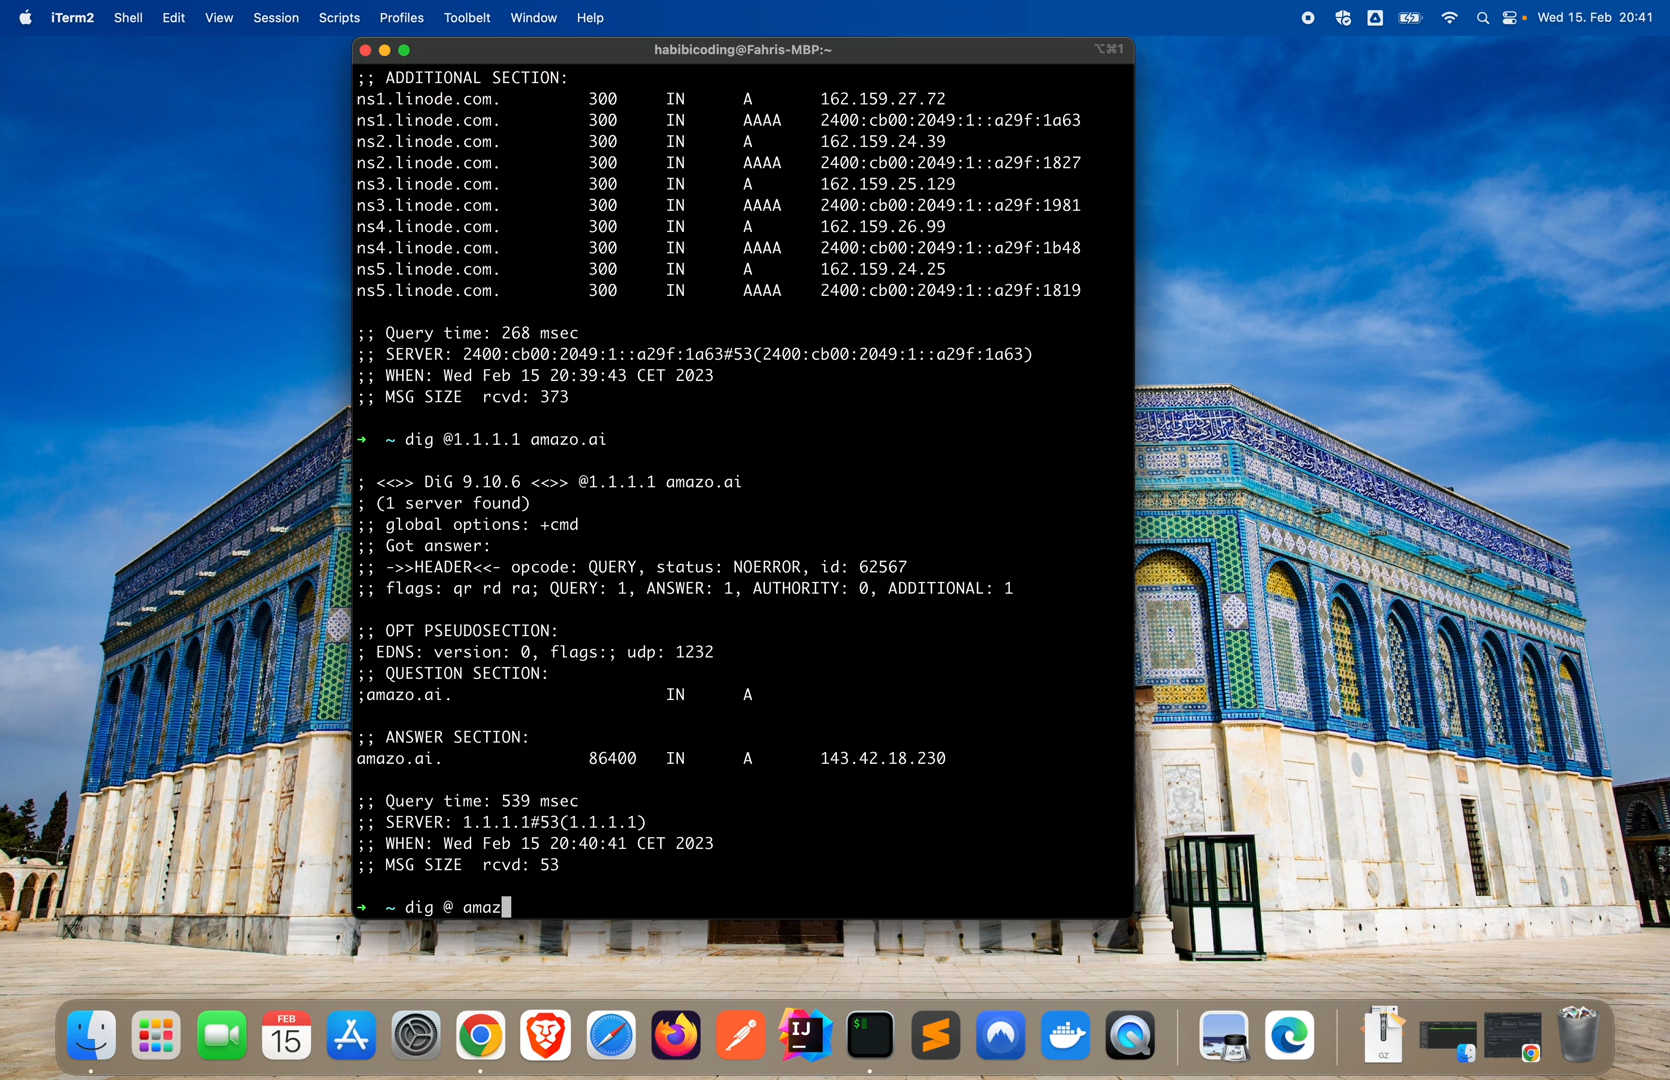 iTerm2 Shell Edit View Session Scripts Profiles Toolbelt Window Help Wed 15. Feb 20:41
habibicoding@Fahris-MBP:~ ⌥⌘1
;; ADDITIONAL SECTION:
ns1.linode.com. 300 IN A 162.159.27.72
ns1.linode.com. 300 IN AAAA 2400:cb00:2049:1::a29f:1a63
ns2.linode.com. 300 IN A 162.159.24.39
ns2.linode.com. 300 IN AAAA 2400:cb00:2049:1::a29f:1827
ns3.linode.com. 300 IN A 162.159.25.129
ns3.linode.com. 300 IN AAAA 2400:cb00:2049:1::a29f:1981
ns4.linode.com. 300 IN A 162.159.26.99
ns4.linode.com. 300 IN AAAA 2400:cb00:2049:1::a29f:1b48
ns5.linode.com. 300 IN A 162.159.24.25
ns5.linode.com. 300 IN AAAA 2400:cb00:2049:1::a29f:1819
;; Query time: 268 msec
;; SERVER: 2400:cb00:2049:1::a29f:1a63#53(2400:cb00:2049:1::a29f:1a63)
;; WHEN: Wed Feb 15 20:39:43 CET 2023
;; MSG SIZE rcvd: 373
➜ ~ dig @1.1.1.1 amazo.ai
; <<>> DiG 9.10.6 <<>> @1.1.1.1 amazo.ai
; (1 server found)
;; global options: +cmd
;; Got answer:
;; ->>HEADER<<- opcode: QUERY, status: NOERROR, id: 62567
;; flags: qr rd ra; QUERY: 1, ANSWER: 1, AUTHORITY: 0, ADDITIONAL: 1
;; OPT PSEUDOSECTION:
; EDNS: version: 0, flags:; udp: 1232
;; QUESTION SECTION:
;amazo.ai. IN A
;; ANSWER SECTION:
amazo.ai. 86400 IN A 143.42.18.230
;; Query time: 539 msec
;; SERVER: 1.1.1.1#53(1.1.1.1)
;; WHEN: Wed Feb 15 20:40:41 CET 2023
;; MSG SIZE rcvd: 53
➜ ~ dig @ amaz
FEB
15
IJ
$
GZ